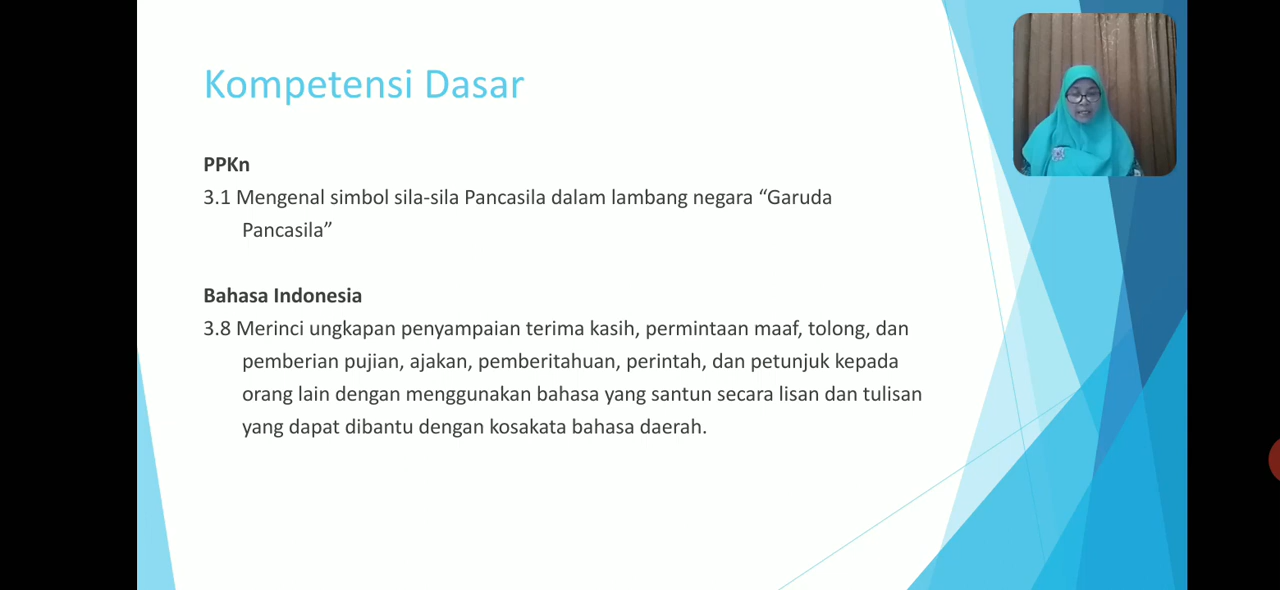 Kompetensi Dasar
PPKn
3.1 Mengenal simbol sila-sila Pancasila dalam lambang negara “Garuda
Pancasila”
Bahasa Indonesia
3.8 Merinci ungkapan penyampaian terima kasih, permintaan maaf, tolong, dan
pemberian pujian, ajakan, pemberitahuan, perintah, dan petunjuk kepada
orang lain dengan menggunakan bahasa yang santun secara lisan dan tulisan
yang dapat dibantu dengan kosakata bahasa daerah.